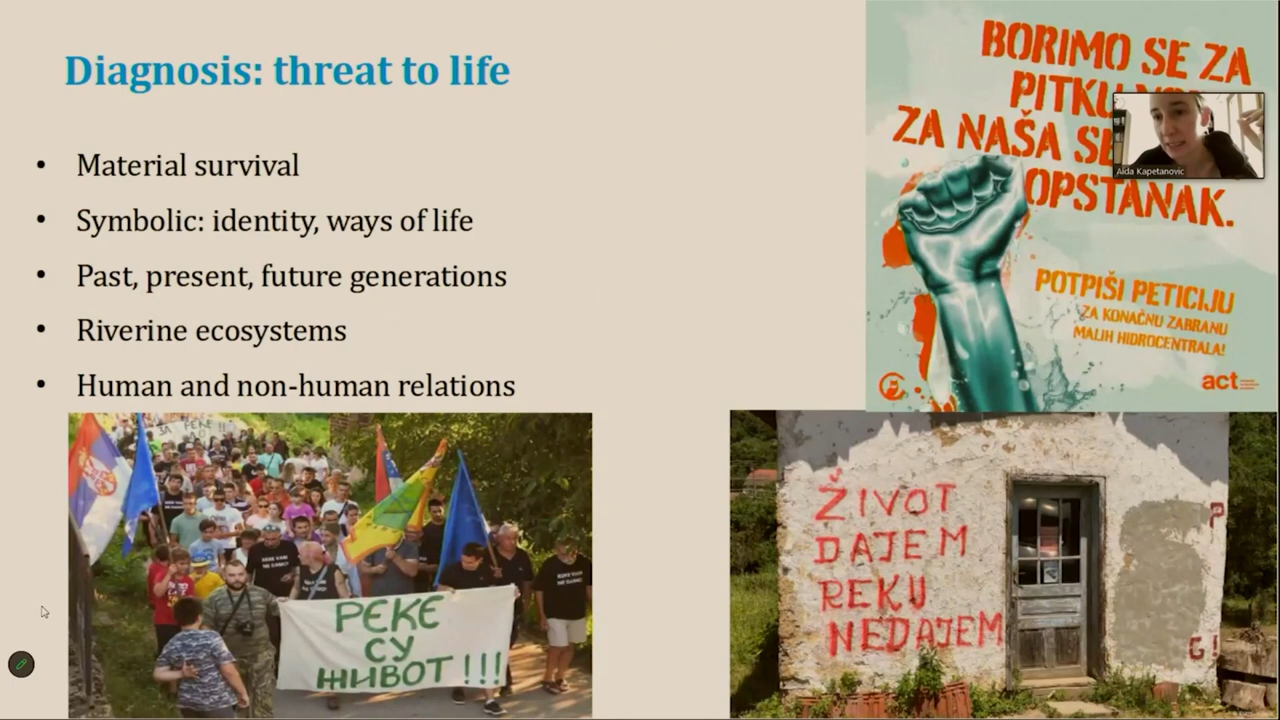 Diagnosis: threat to life
• Material survival
• Symbolic: identity, ways of life
• Past, present, future generations
• Riverine ecosystems
• Human and non-human relations
BORIMO SE ZA
PITKU
ZA NAŠA SE
OPSTANAK.
POTPIŠI PETICIJU
ZA KONAČNU ZABRANU
MALIH HIDROCENTRALA!
act
Aida Kapetanovic
РЕКЕ
СУ
ЖИВОТ!!!
ŽIVOT
DAJEM
REKU
NEDAJEM
P
G!